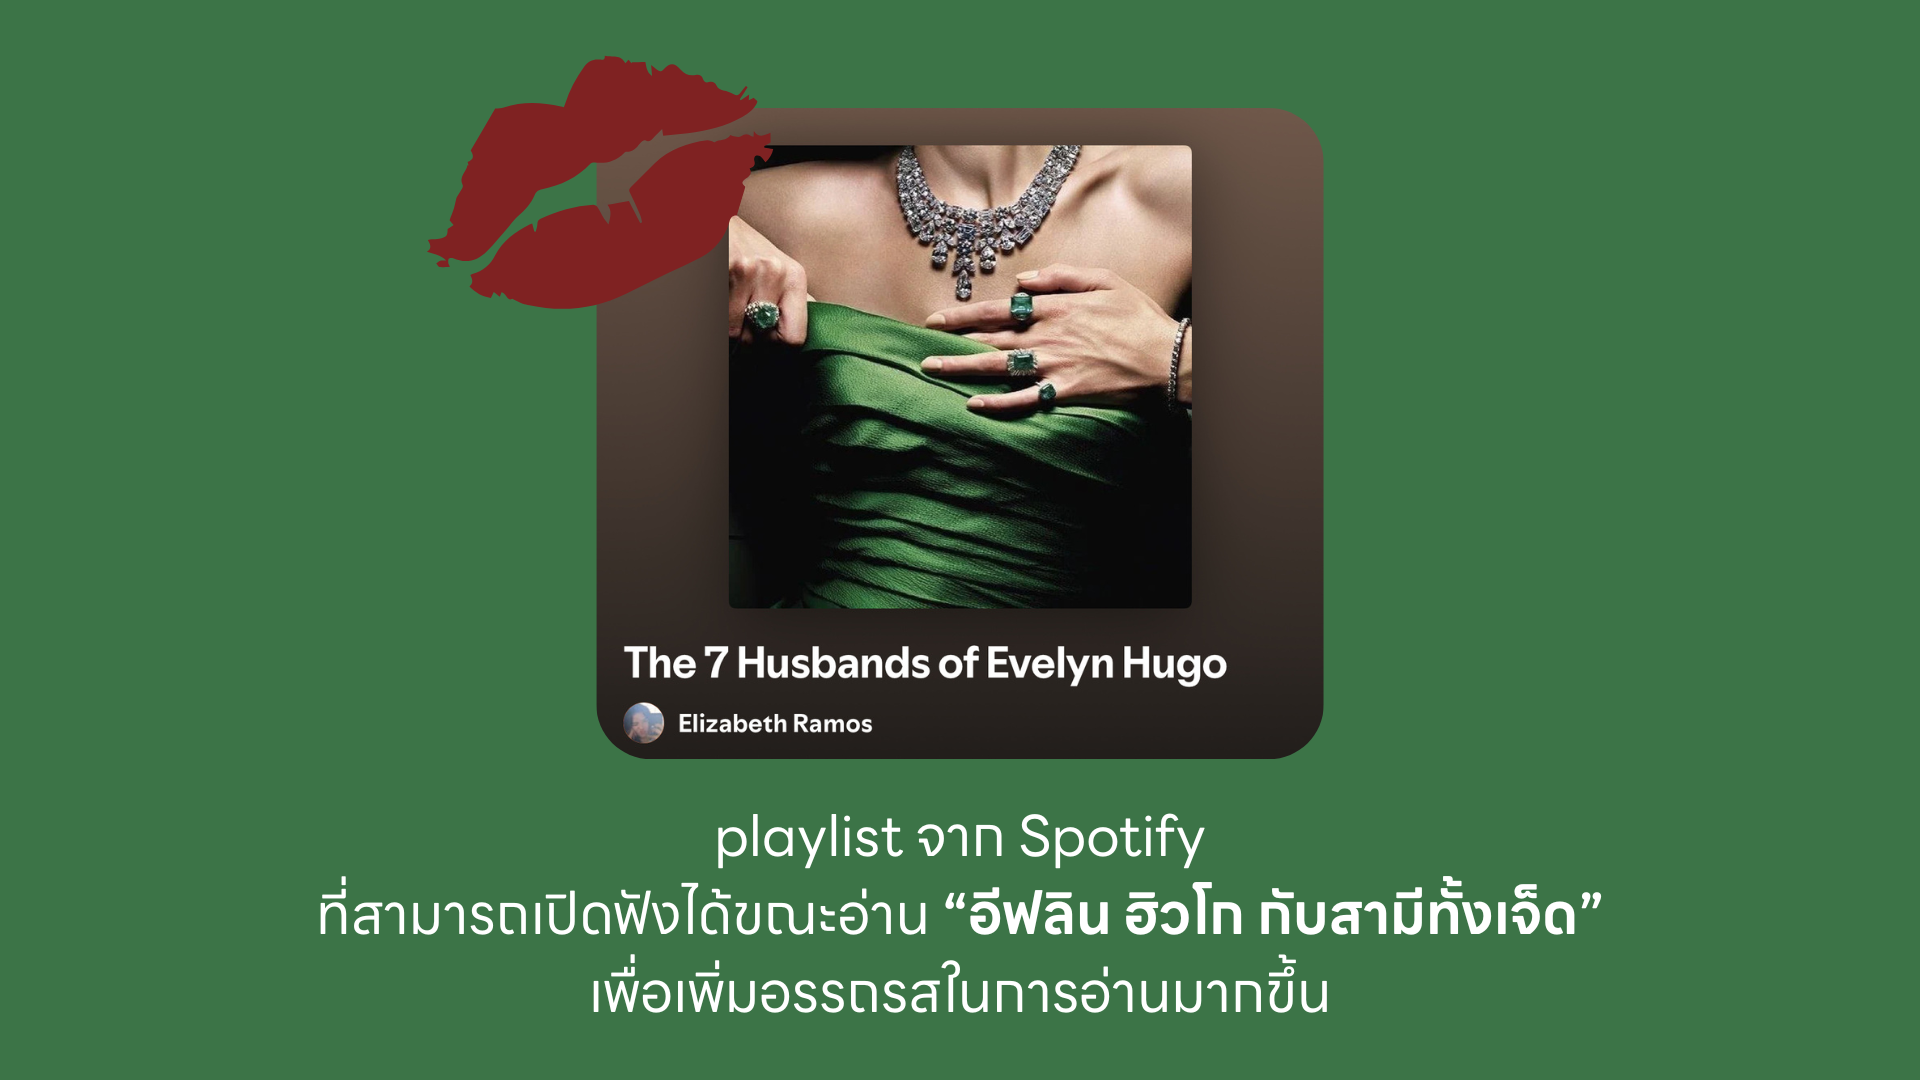 The 7 Husbands of Evelyn Hugo
Elizabeth Ramos
playlist จาก Spotify
ที่สามารถเปิดฟังได้ขณะอ่าน “อีฟลิน ฮิวโก กับสามีทั้งเจ็ด”
เพื่อเพิ่มอรรถรสในการอ่านมากขึ้น